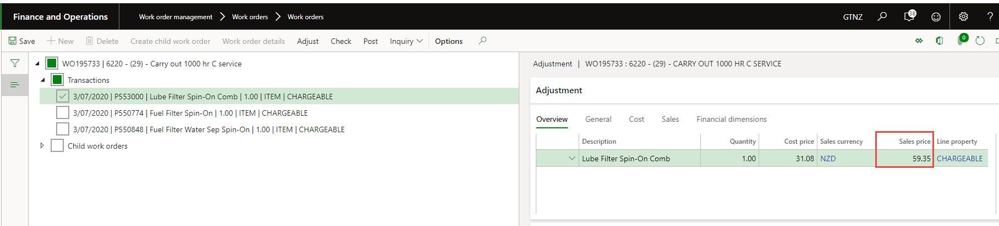 Finance and Operations
Work order management > Work orders > Work orders
GTNZ
38
?
Save
New
Delete
Create child work order
Work order details
Adjust
Check
Post
Inquiry
Options
0
WO195733 | 6220 - (29) - Carry out 1000 hr C service
Transactions
3/07/2020 | P553000 | Lube Filter Spin-On Comb | 1.00 | ITEM | CHARGEABLE
3/07/2020 | P550774 | Fuel Filter Spin-On | 1.00 | ITEM | CHARGEABLE
3/07/2020 | P550848 | Fuel Filter Water Sep Spin-On | 1.00 | ITEM | CHARGEABLE
Child work orders
Adjustment | WO195733 : 6220 - (29) - CARRY OUT 1000 HR C SERVICE
Adjustment
Overview General Cost Sales Financial dimensions
Description Quantity Cost price Sales currency Sales price Line property
Lube Filter Spin-On Comb 1.00 31.08 NZD 59.35 CHARGEABLE